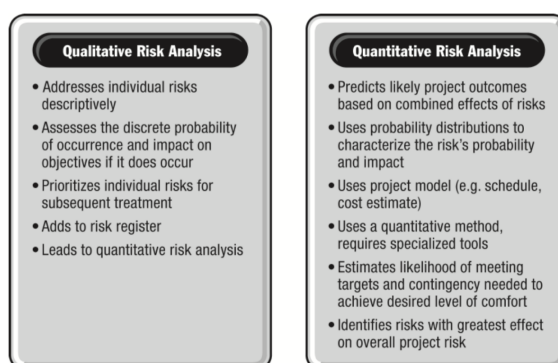 Qualitative Risk Analysis
• Addresses individual risks
descriptively
• Assesses the discrete probability
of occurrence and impact on
objectives if it does occur
• Prioritizes individual risks for
subsequent treatment
• Adds to risk register
• Leads to quantitative risk analysis
Quantitative Risk Analysis
• Predicts likely project outcomes
based on combined effects of risks
• Uses probability distributions to
characterize the risk's probability
and impact
• Uses project model (e.g. schedule,
cost estimate)
• Uses a quantitative method,
requires specialized tools
• Estimates likelihood of meeting
targets and contingency needed to
achieve desired level of comfort
• Identifies risks with greatest effect
on overall project risk